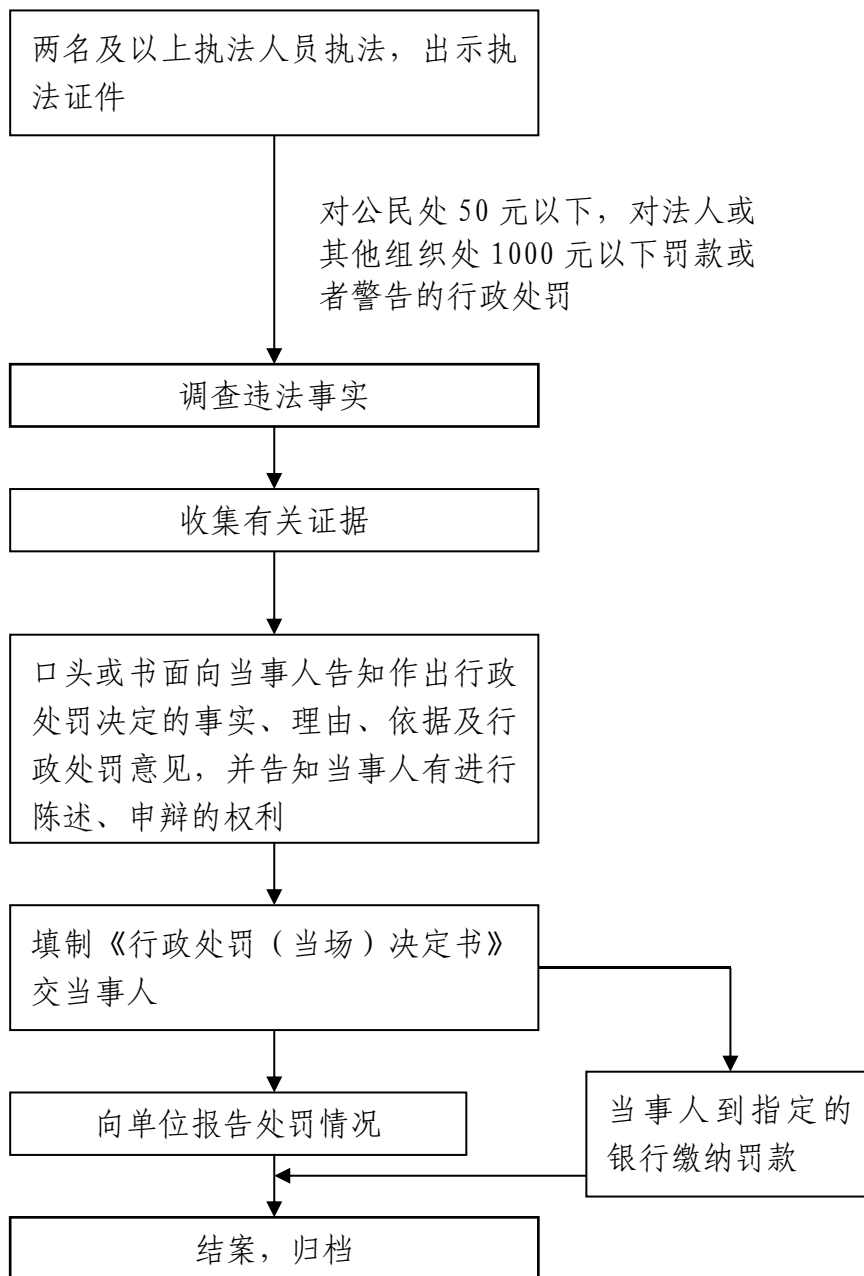 两名及以上执法人员执法，出示执
法证件
对公民处 50 元以下，对法人或
其他组织处 1000 元以下罚款或
者警告的行政处罚
调查违法事实
收集有关证据
口头或书面向当事人告知作出行政
处罚决定的事实、理由、依据及行
政处罚意见，并告知当事人有进行
陈述、申辩的权利
填制《行政处罚（当场）决定书》
交当事人
向单位报告处罚情况
当事人到指定的
银行缴纳罚款
结案，归档